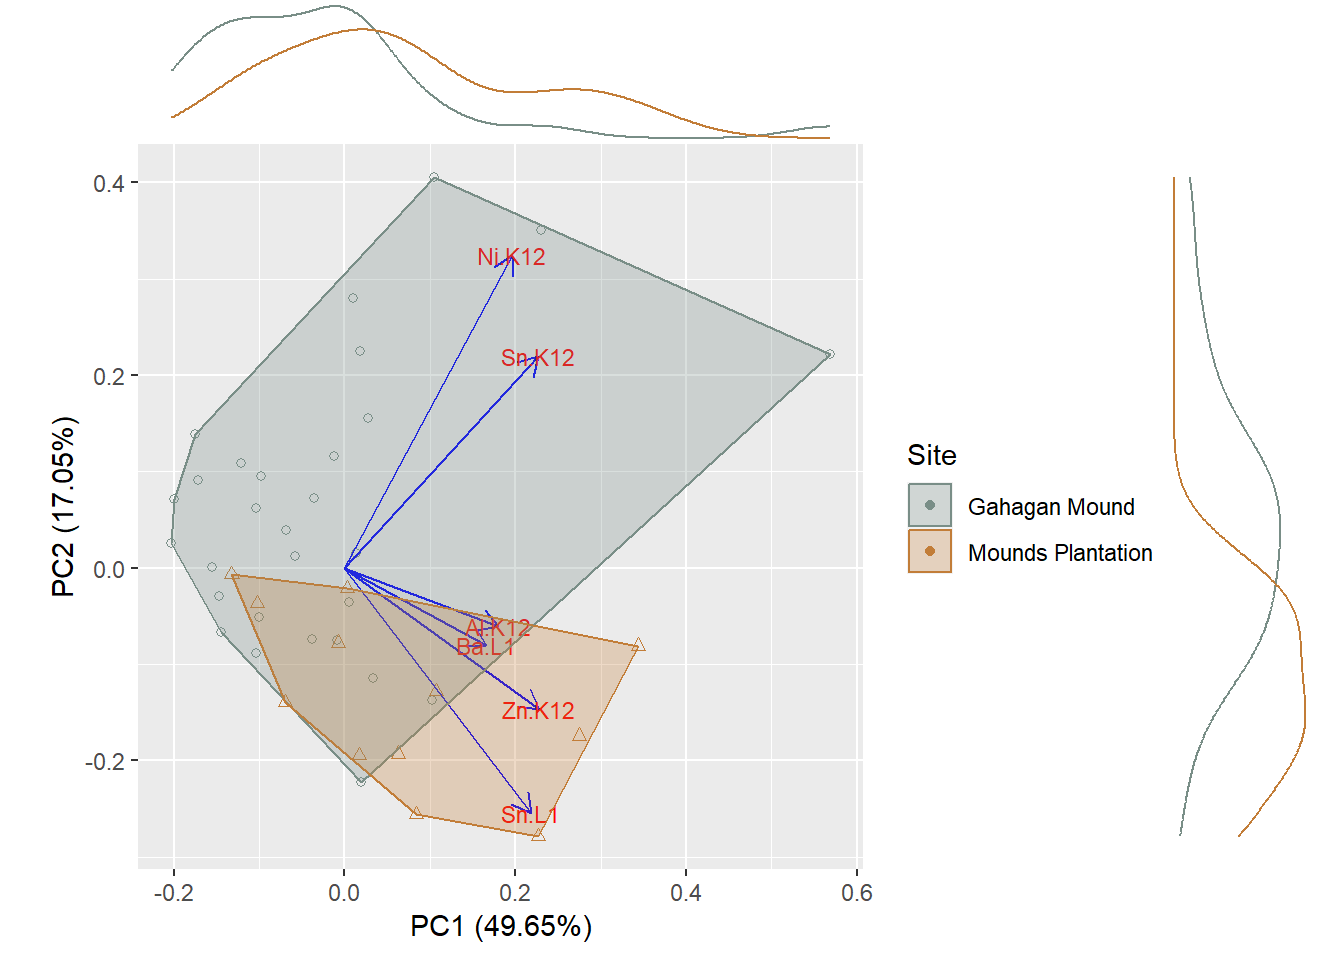 0.4
0.2
0.0
-0.2
PC2 (17.05%)
Ni.K12
Sn.K12
Al.K12
Ba.L1
Zn.K12
Sn.L1
-0.2 0.0 0.2 0.4 0.6
PC1 (49.65%)
Site
Gahagan Mound
Mounds Plantation